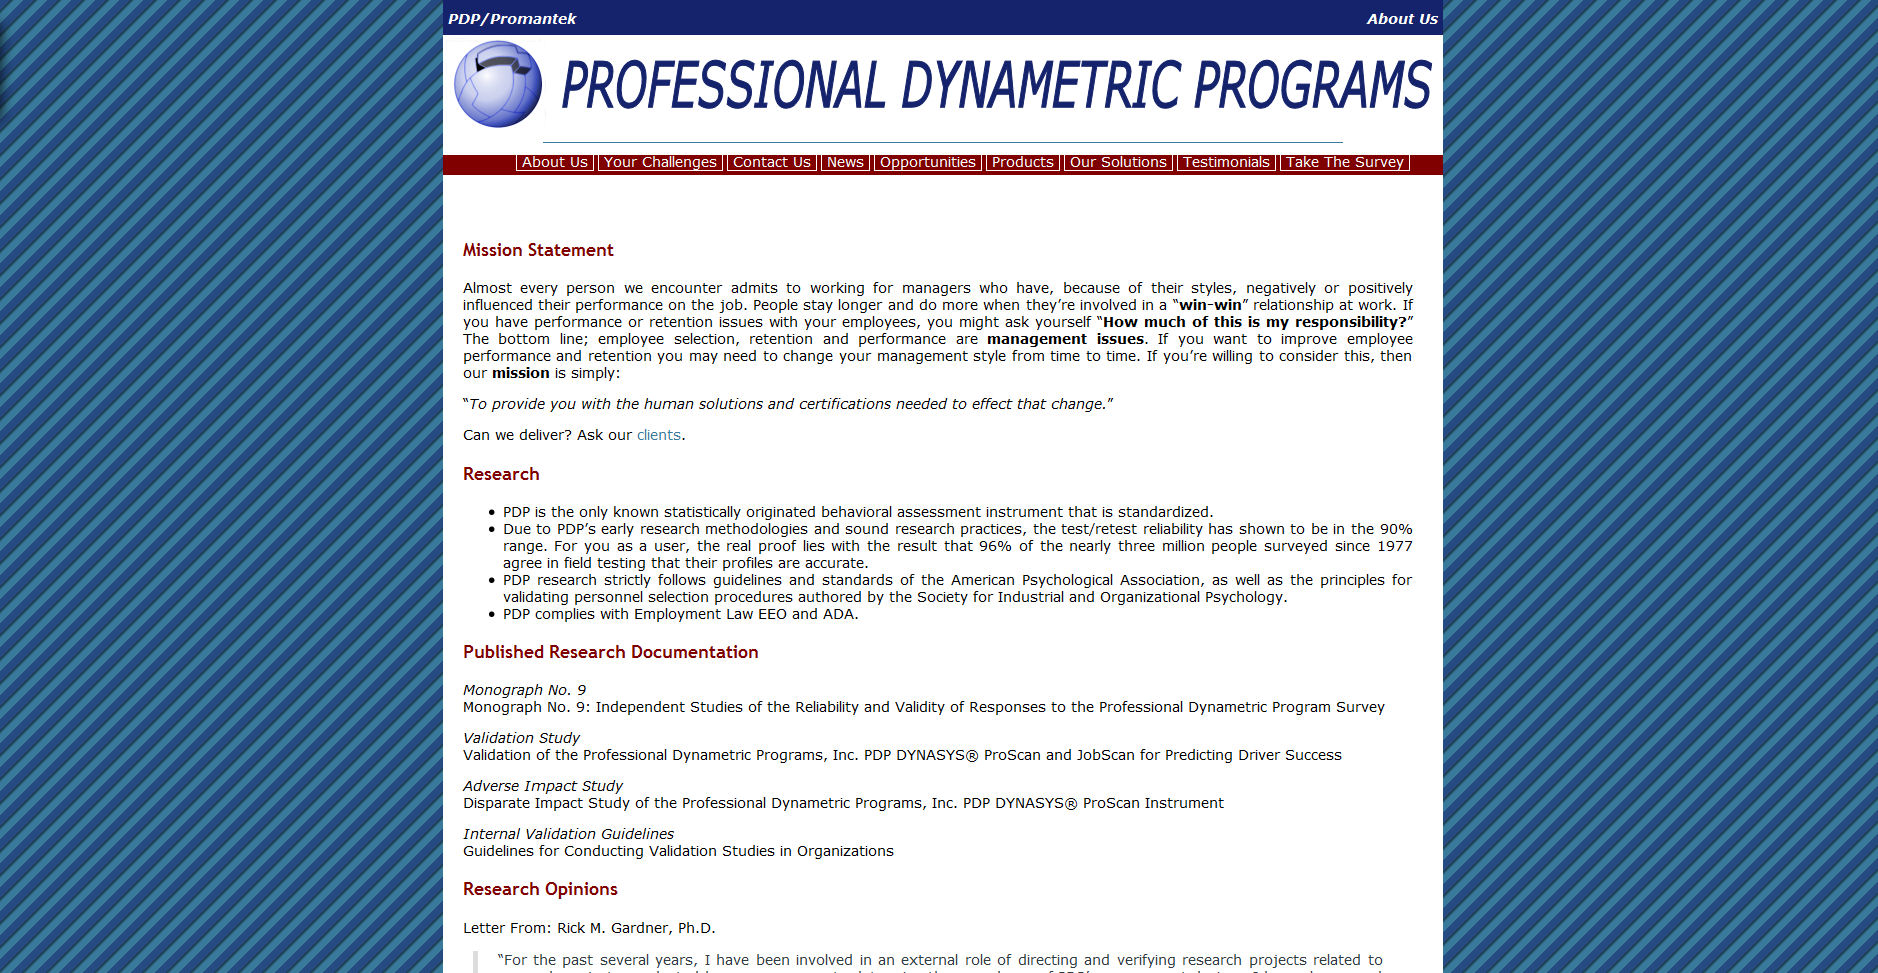 PDP/Promantek
About Us
PROFESSIONAL DYNAMETRIC PROGRAMS
About Us Your Challenges Contact Us News Opportunities Products Our Solutions Testimonials Take The Survey
Mission Statement
Almost every person we encounter admits to working for managers who have, because of their styles, negatively or positively
influenced their performance on the job. People stay longer and do more when they’re involved in a “win-win” relationship at work. If
you have performance or retention issues with your employees, you might ask yourself “How much of this is my responsibility?”
The bottom line; employee selection, retention and performance are management issues. If you want to improve employee
performance and retention you may need to change your management style from time to time. If you’re willing to consider this, then
our mission is simply:
“To provide you with the human solutions and certifications needed to effect that change.”
Can we deliver? Ask our clients.
Research
• PDP is the only known statistically originated behavioral assessment instrument that is standardized.
• Due to PDP’s early research methodologies and sound research practices, the test/retest reliability has shown to be in the 90%
range. For you as a user, the real proof lies with the result that 96% of the nearly three million people surveyed since 1977
agree in field testing that their profiles are accurate.
• PDP research strictly follows guidelines and standards of the American Psychological Association, as well as the principles for
validating personnel selection procedures authored by the Society for Industrial and Organizational Psychology.
• PDP complies with Employment Law EEO and ADA.
Published Research Documentation
Monograph No. 9
Monograph No. 9: Independent Studies of the Reliability and Validity of Responses to the Professional Dynametric Program Survey
Validation Study
Validation of the Professional Dynametric Programs, Inc. PDP DYNASYS® ProScan and JobScan for Predicting Driver Success
Adverse Impact Study
Disparate Impact Study of the Professional Dynametric Programs, Inc. PDP DYNASYS® ProScan Instrument
Internal Validation Guidelines
Guidelines for Conducting Validation Studies in Organizations
Research Opinions
Letter From: Rick M. Gardner, Ph.D.
“For the past several years, I have been involved in an external role of directing and verifying research projects related to